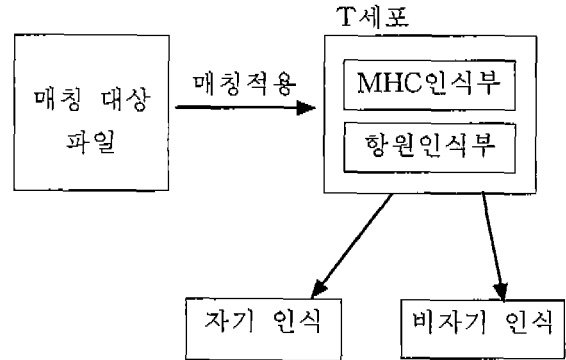 T세포
매칭 대상
파일
매칭적용
MHC인식부
항원인식부
자기 인식
비자기 인식